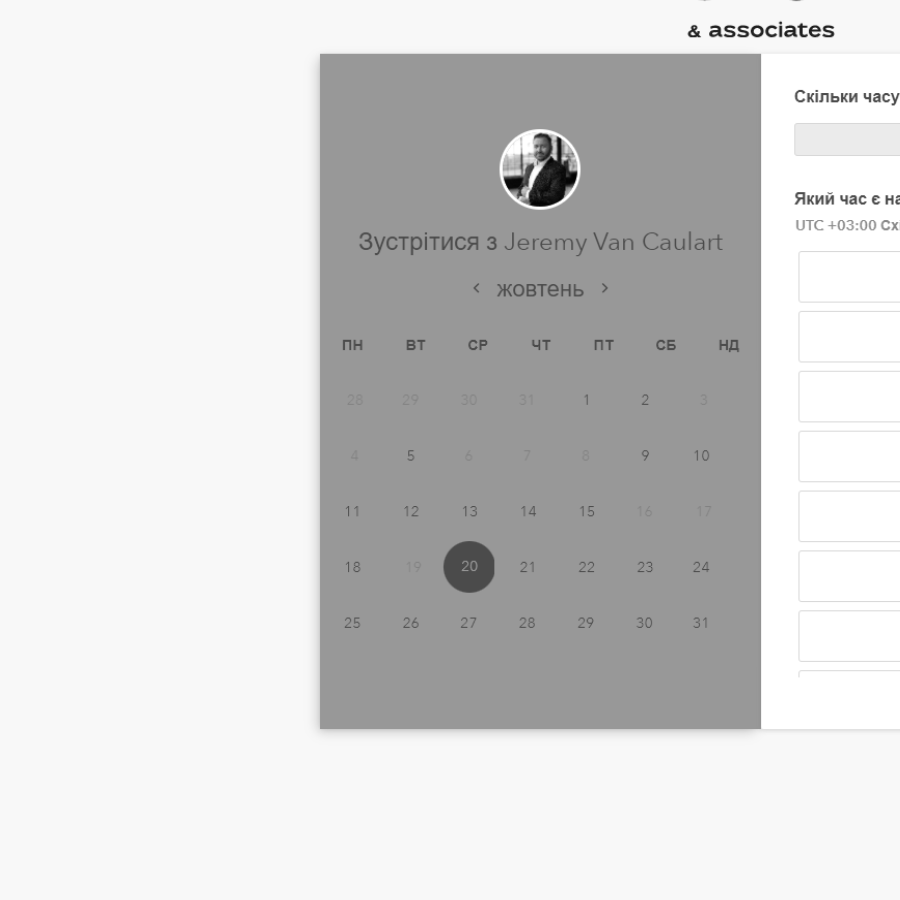 & associates
Зустрітися з Jeremy Van Caulart
жовтень
ПН ВТ СР ЧТ ПТ СБ НД
28 29 30 31 1 2 3
4 5 6 7 8 9 10
11 12 13 14 15 16 17
18 19 20 21 22 23 24
25 26 27 28 29 30 31
Скільки часу
Який час є
UTC +03:00